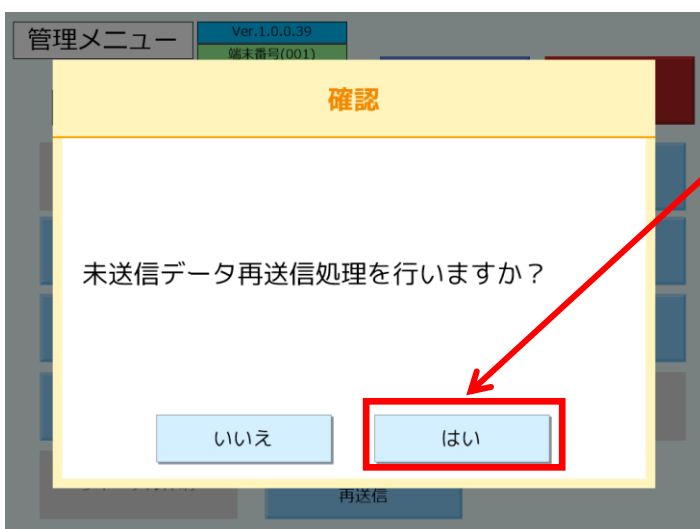 管理メニュー
Ver.1.0.0.39
端末番号(001)
確認
未送信データ再送信処理を行いますか？
いいえ
はい
再送信